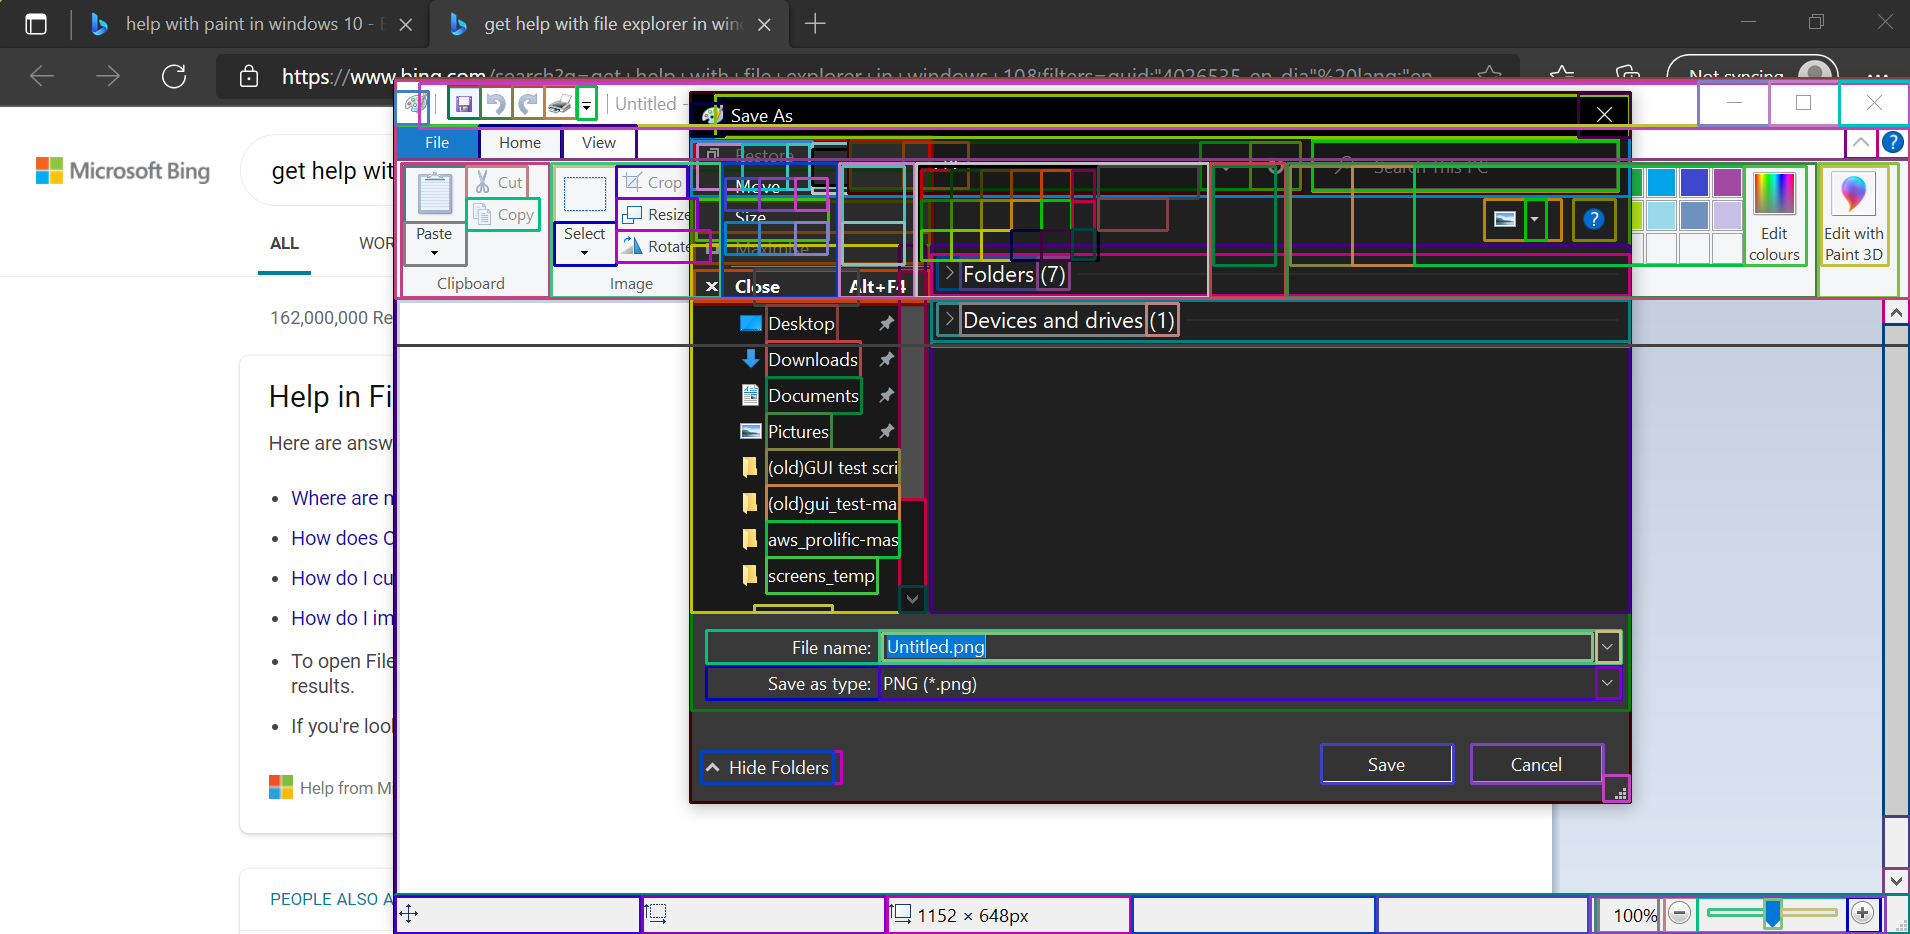 help with paint in windows 10 -
get help with file explorer in win
https://www.bing.com/search?q=get+help+with+file+explorer+in+windows+10&filters=guid:"4026535-en-dia"%20lang:"en
Not syncing
Untitled -
Save As
File
Home
View
Microsoft Bing
get help wit
Restore
Search This PC
Cut
Crop
Move
Copy
Resize
Size
Paste
Select
Rotate
Maximize
Edit colours
Edit with Paint 3D
ALL
WOR
Clipboard
Image
Close Alt+F4
Folders (7)
162,000,000 Re
Desktop
Devices and drives (1)
Downloads
Help in Fi
Documents
Here are answ
Pictures
(old)GUI test scri
Where are n
(old)gui_test-ma
How does C
aws_prolific-mas
How do I cu
screens_temp
How do I im
To open File
results.
File name: Untitled.png
Save as type: PNG (*.png)
If you're loo
Hide Folders
Save
Cancel
Help from Mi
PEOPLE ALSO A
1152 × 648px
100%